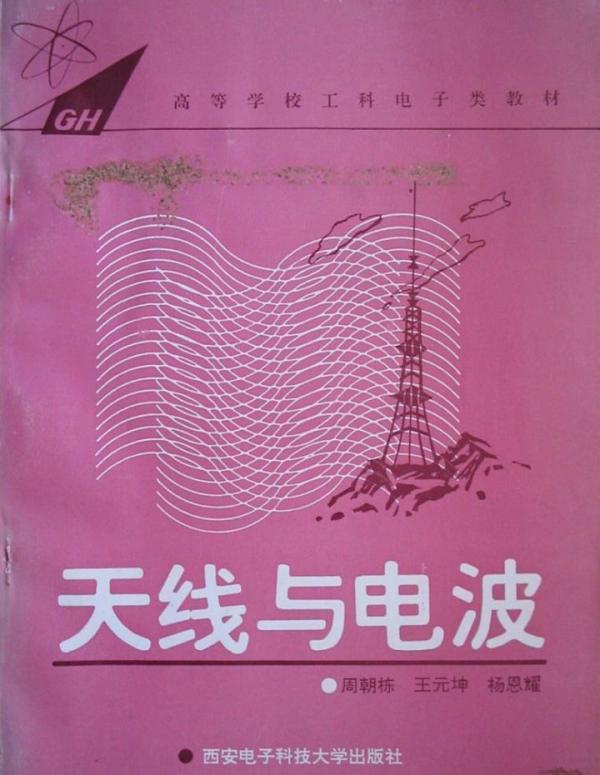 GH
高等学校工科电子类教材
天线与电波
周朝栋 王元坤 杨恩耀
西安电子科技大学出版社